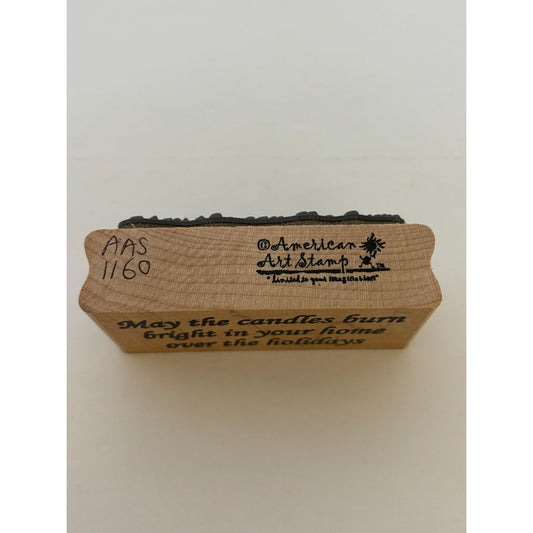 AAS
1160
©American
Art Stamp
TM
"limited to your imagination"
May the candles burn
bright in your home
over the holidays